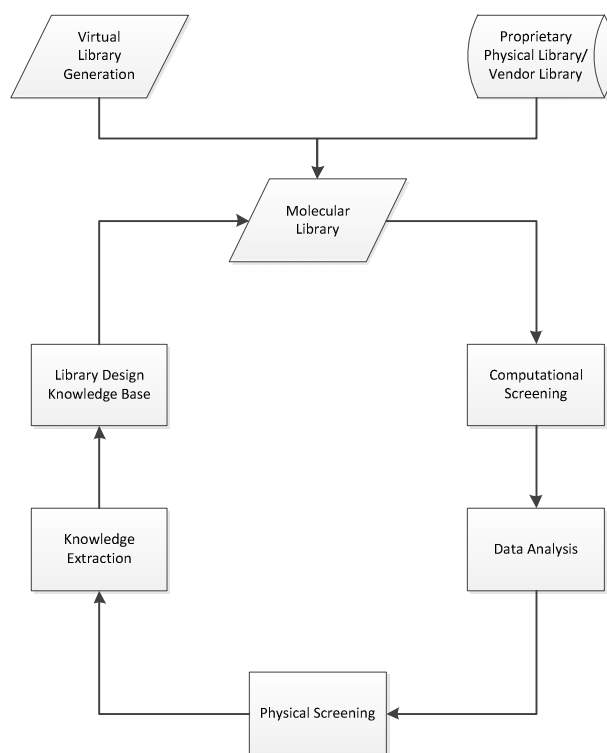 Virtual
Library
Generation
Proprietary
Physical Library/
Vendor Library
Molecular
Library
Library Design
Knowledge Base
Computational
Screening
Knowledge
Extraction
Data Analysis
Physical Screening